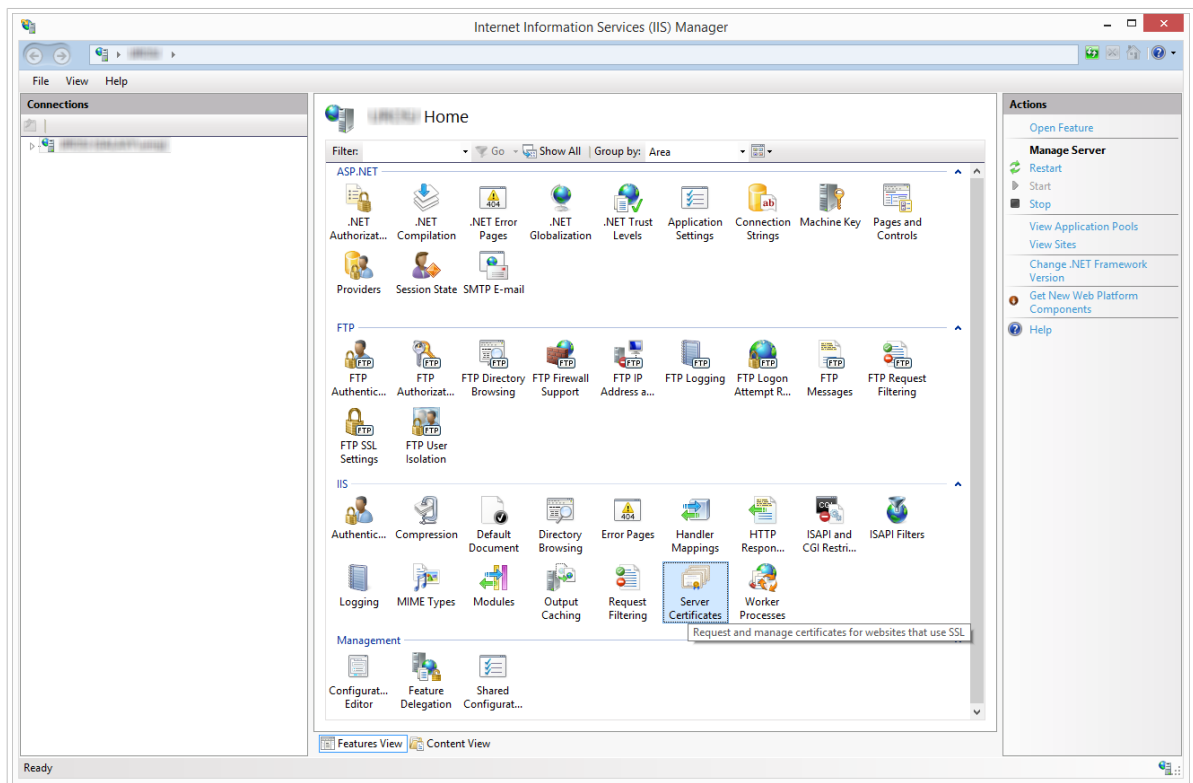 Internet Information Services (IIS) Manager
File View Help
Connections
Home
Filter: Go Show All Group by: Area
ASP.NET
.NET Authorizat...
.NET Compilation
.NET Error Pages
.NET Globalization
.NET Trust Levels
Application Settings
Connection Strings
Machine Key
Pages and Controls
Providers
Session State
SMTP E-mail
FTP
FTP Authentic...
FTP Authorizat...
FTP Directory Browsing
FTP Firewall Support
FTP IP Address a...
FTP Logging
FTP Logon Attempt R...
FTP Messages
FTP Request Filtering
FTP SSL Settings
FTP User Isolation
IIS
Authentic...
Compression
Default Document
Directory Browsing
Error Pages
Handler Mappings
HTTP Respon...
ISAPI and CGI Restri...
ISAPI Filters
Logging
MIME Types
Modules
Output Caching
Request Filtering
Server Certificates
Worker Processes
Request and manage certificates for websites that use SSL
Management
Configurat... Editor
Feature Delegation
Shared Configurat...
Features View
Content View
Actions
Open Feature
Manage Server
Restart
Start
Stop
View Application Pools
View Sites
Change .NET Framework
Version
Get New Web Platform
Components
Help
Ready